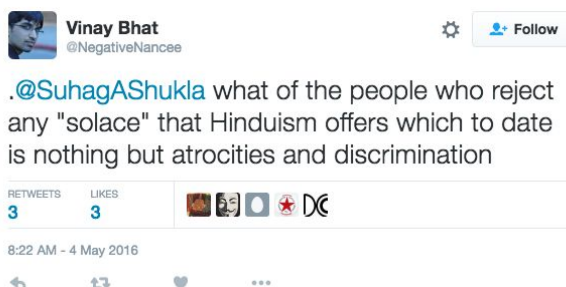 Vinay Bhat
@NegativeNancee
Follow
.@SuhagAShukla what of the people who reject
any "solace" that Hinduism offers which to date
is nothing but atrocities and discrimination
RETWEETS LIKES
3 3
8:22 AM - 4 May 2016